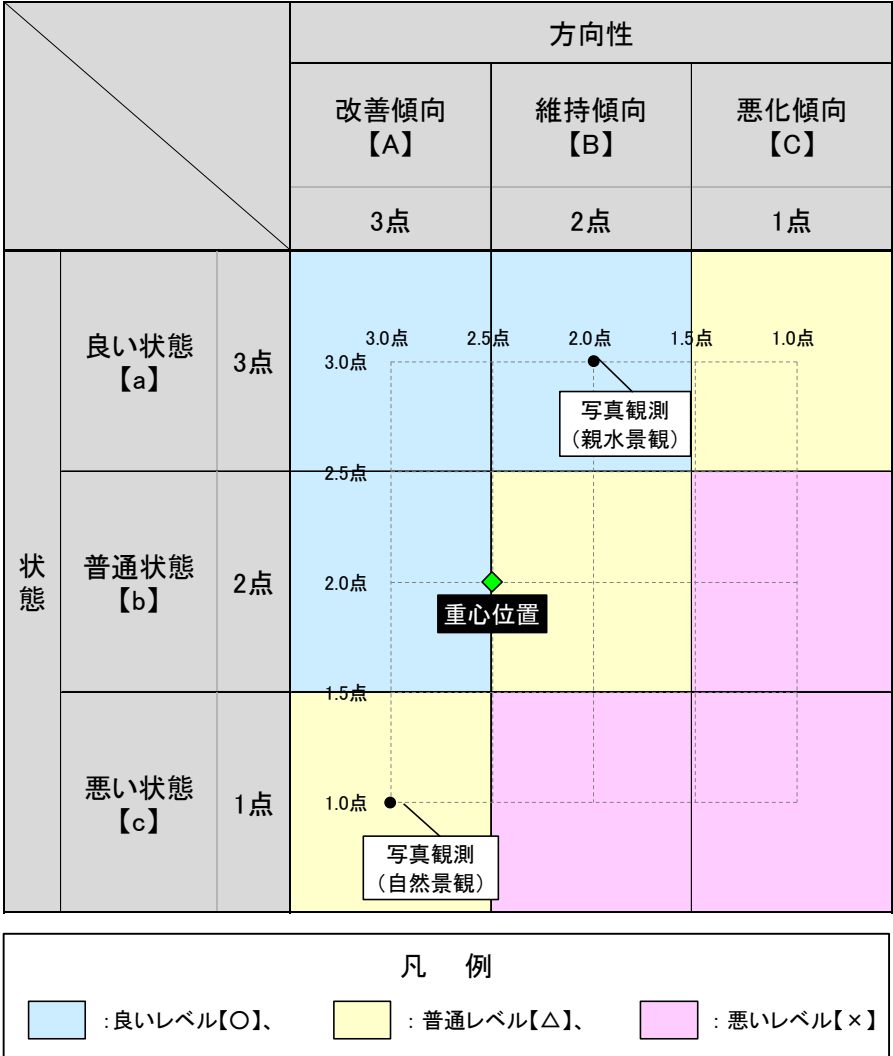 方向性
改善傾向
【A】
維持傾向
【B】
悪化傾向
【C】
3点
2点
1点
状態
良い状態
【a】
3点
普通状態
【b】
2点
悪い状態
【c】
1点
3.0点
2.5点
2.0点
1.5点
1.0点
3.0点
2.5点
2.0点
1.5点
1.0点
写真観測
（親水景観）
重心位置
写真観測
（自然景観）
凡 例
：良いレベル【○】、
：普通レベル【△】、
：悪いレベル【×】